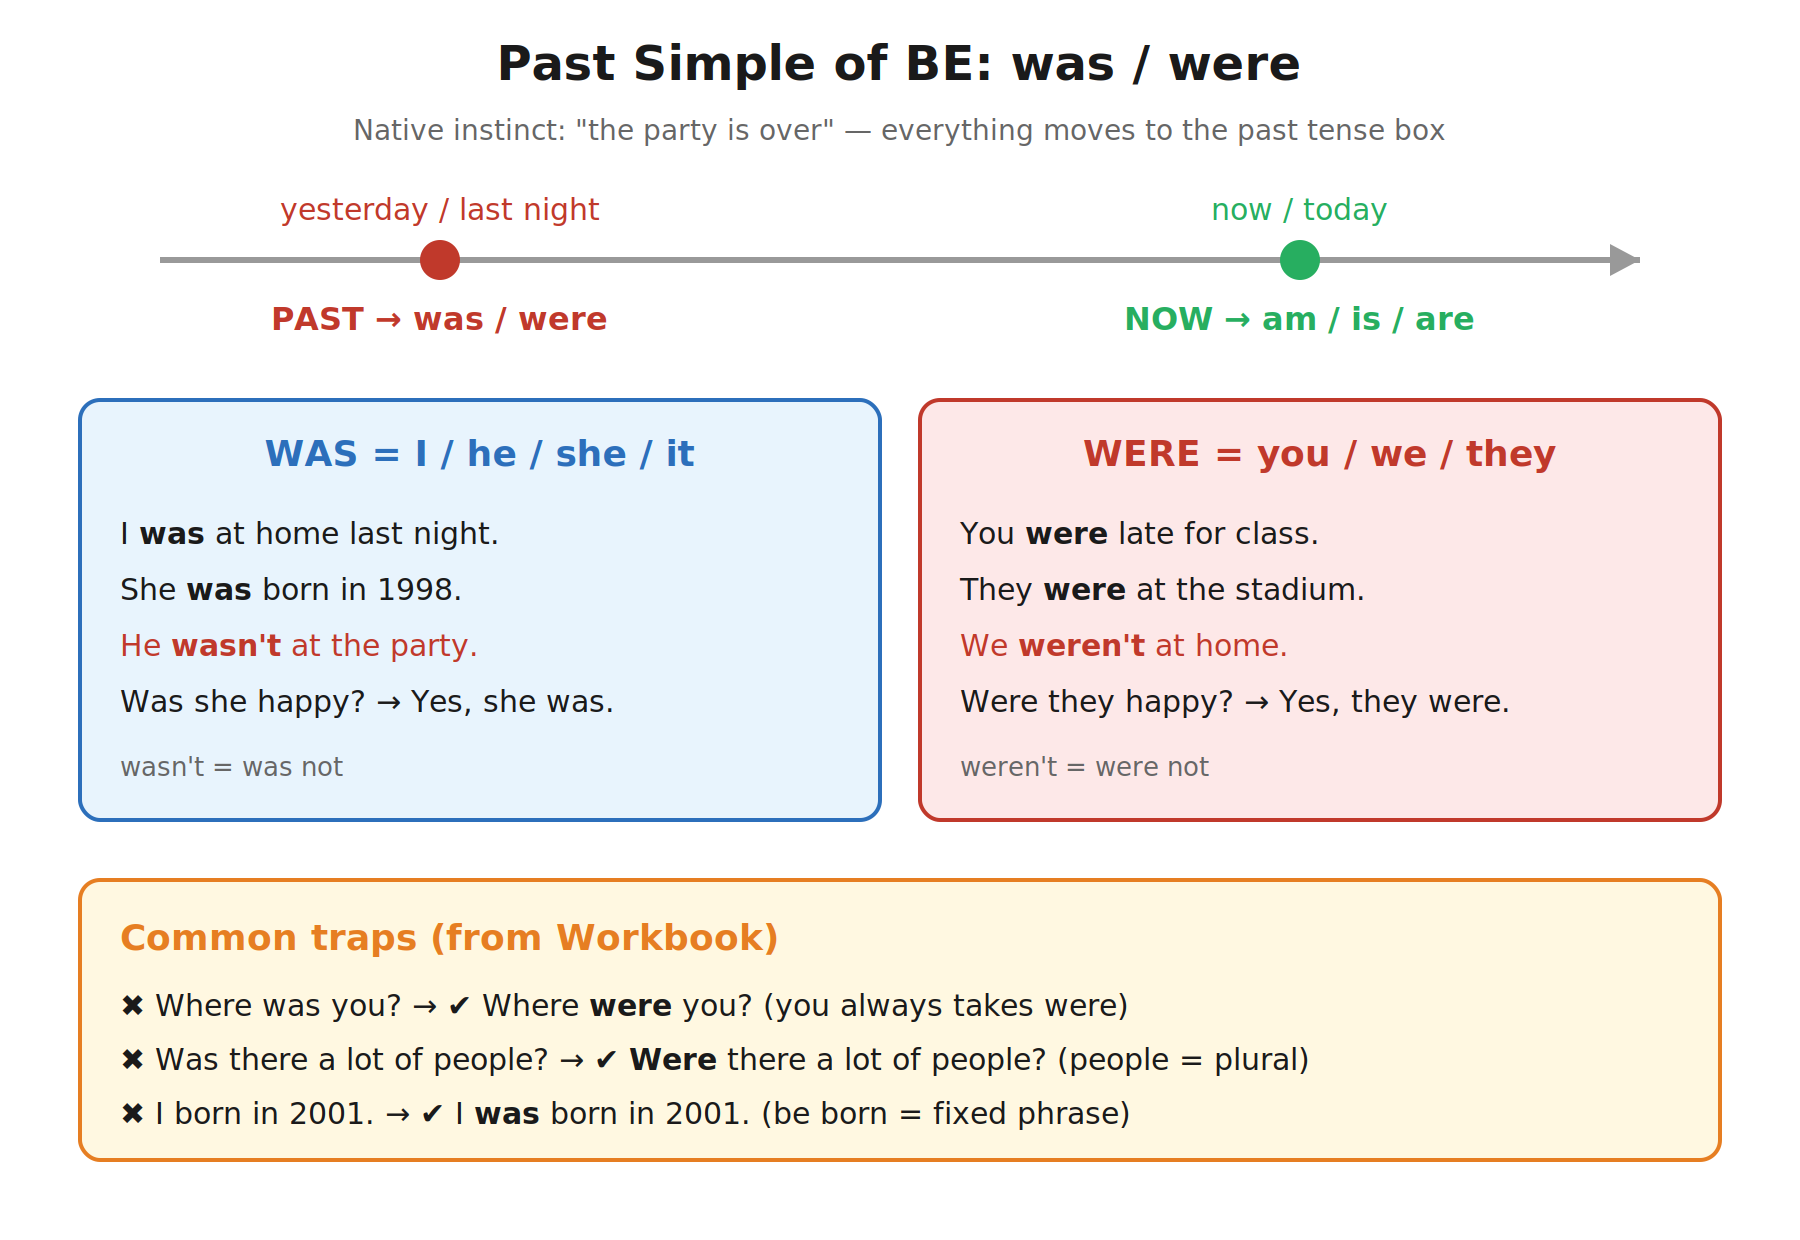 Past Simple of BE: was / were
Native instinct: "the party is over" — everything moves to the past tense box
yesterday / last night
now / today
PAST → was / were
NOW → am / is / are
WAS = I / he / she / it
I was at home last night.
She was born in 1998.
He wasn't at the party.
Was she happy? → Yes, she was.
wasn't = was not
WERE = you / we / they
You were late for class.
They were at the stadium.
We weren't at home.
Were they happy? → Yes, they were.
weren't = were not
Common traps (from Workbook)
✖ Where was you? → ✔ Where were you? (you always takes were)
✖ Was there a lot of people? → ✔ Were there a lot of people? (people = plural)
✖ I born in 2001. → ✔ I was born in 2001. (be born = fixed phrase)